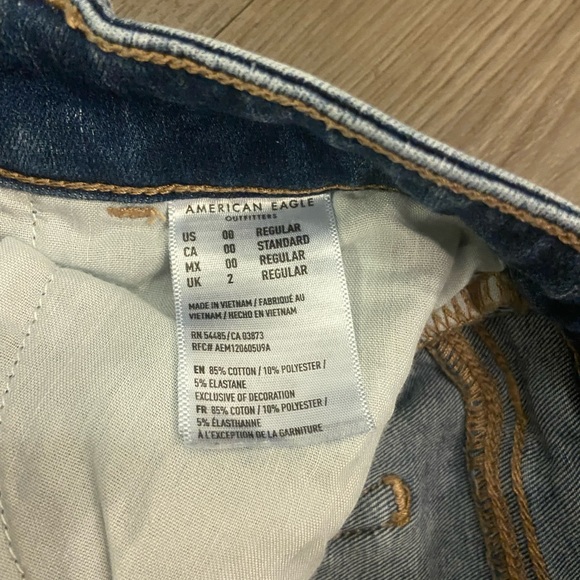 AMERICAN EAGLE
OUTFITTERS
US 00 REGULAR
CA 00 STANDARD
MX 00 REGULAR
UK 2 REGULAR
MADE IN VIETNAM / FABRIQUÉ AU
VIETNAM / HECHO EN VIETNAM
RN 54485/CA 03873
RFC# AEM120605U9A
EN 85% COTTON / 10% POLYESTER /
5% ELASTANE
EXCLUSIVE OF DECORATION
FR 85% COTON / 10% POLYESTER /
5% ÉLASTHANNE
À L'EXCEPTION DE LA GARNITURE